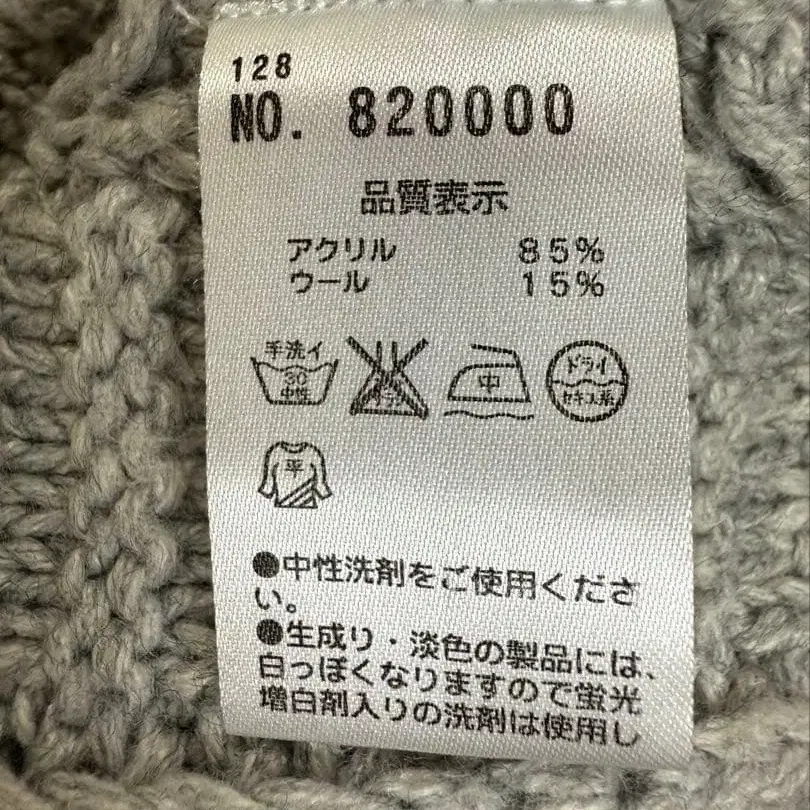 128
NO. 820000
品質表示
アクリル 85%
ウール 15%
手洗イ
30
中性
中
ドライ
セキユ系
平
●中性洗剤をご使用くださ
い。
●生成り・淡色の製品には、
白っぽくなりますので蛍光
増白剤入りの洗剤は使用し